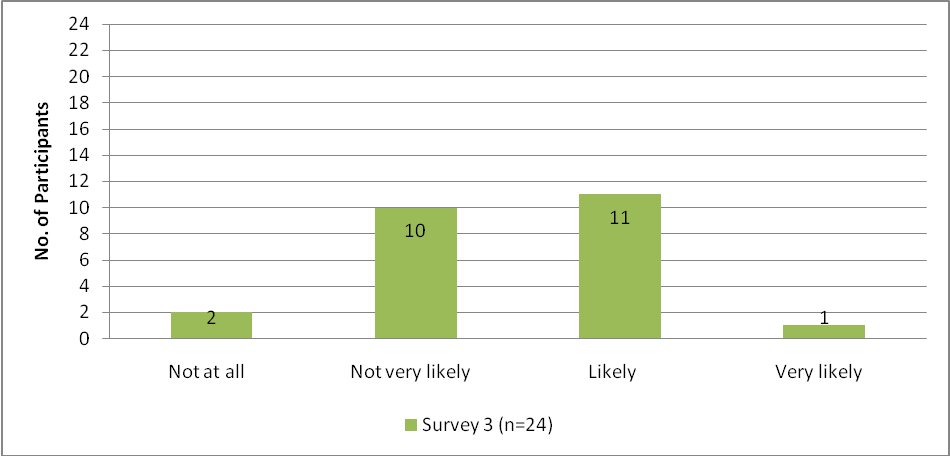 No. of Participants
24
22
20
18
16
14
12
10
8
6
4
2
0
2
10
11
1
Not at all
Not very likely
Likely
Very likely
Survey 3 (n=24)